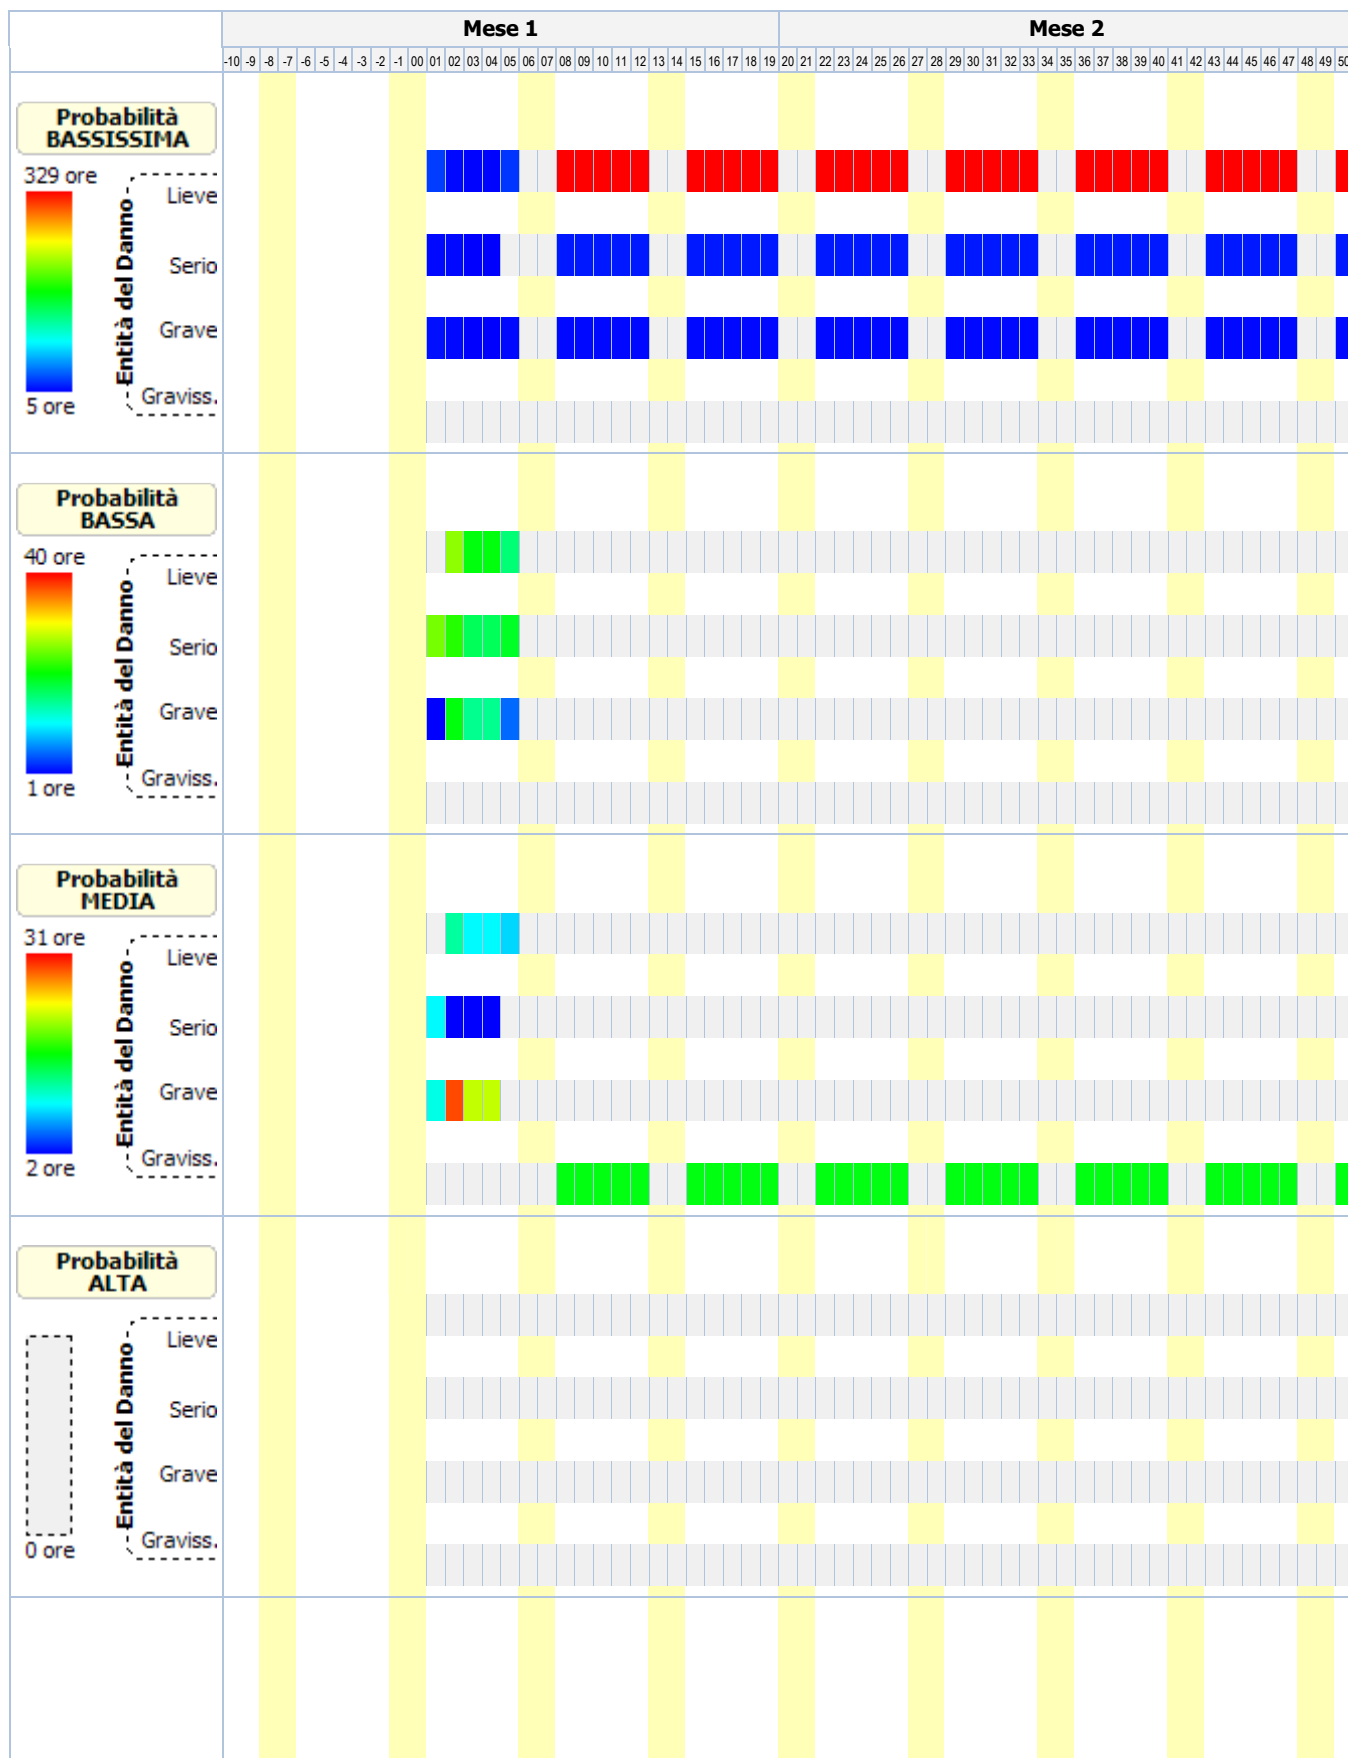 Mese 1 Mese 2
-10 -9 -8 -7 -6 -5 -4 -3 -2 -1 00 01 02 03 04 05 06 07 08 09 10 11 12 13 14 15 16 17 18 19 20 21 22 23 24 25 26 27 28 29 30 31 32 33 34 35 36 37 38 39 40 41 42 43 44 45 46 47 48 49 50
Probabilità
BASSISSIMA
329 ore
Entità del Danno
Lieve
Serio
Grave
Graviss.
5 ore
Probabilità
BASSA
40 ore
Entità del Danno
Lieve
Serio
Grave
Graviss.
1 ore
Probabilità
MEDIA
31 ore
Entità del Danno
Lieve
Serio
Grave
Graviss.
2 ore
Probabilità
ALTA
Entità del Danno
Lieve
Serio
Grave
Graviss.
0 ore